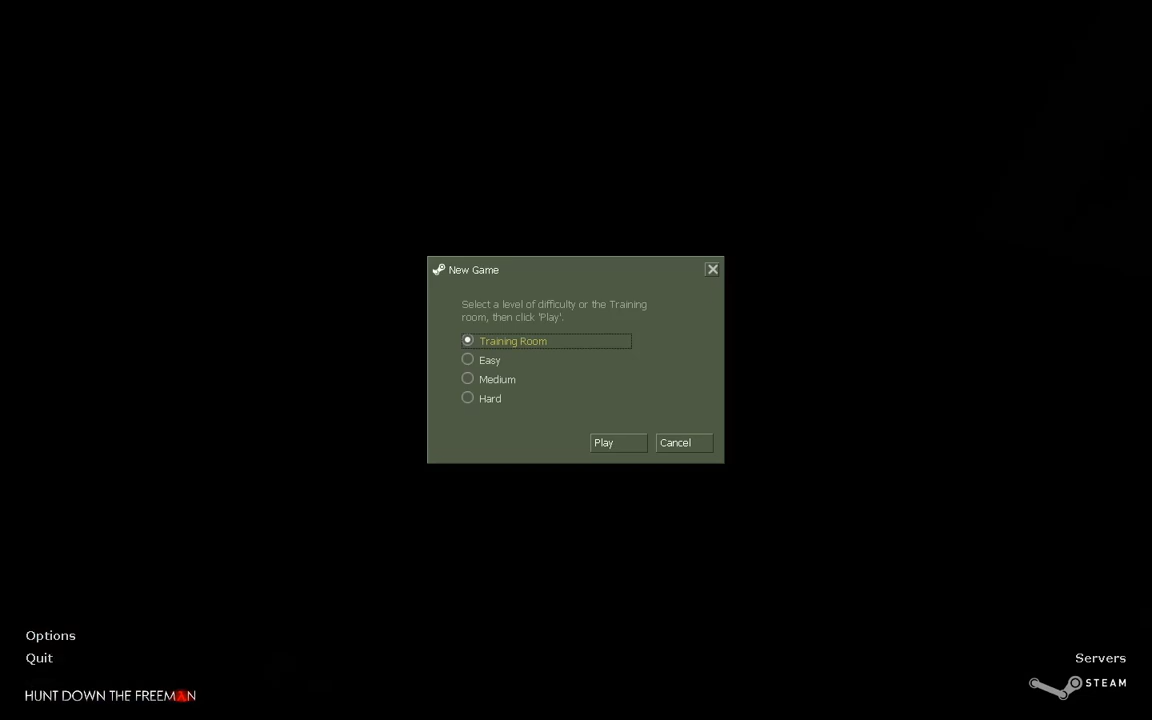 New Game
Select a level of difficulty or the Training
room, then click 'Play'.
Training Room
Easy
Medium
Hard
Play
Cancel
Options
Quit
HUNT DOWN THE FREEMAN
Servers
STEAM